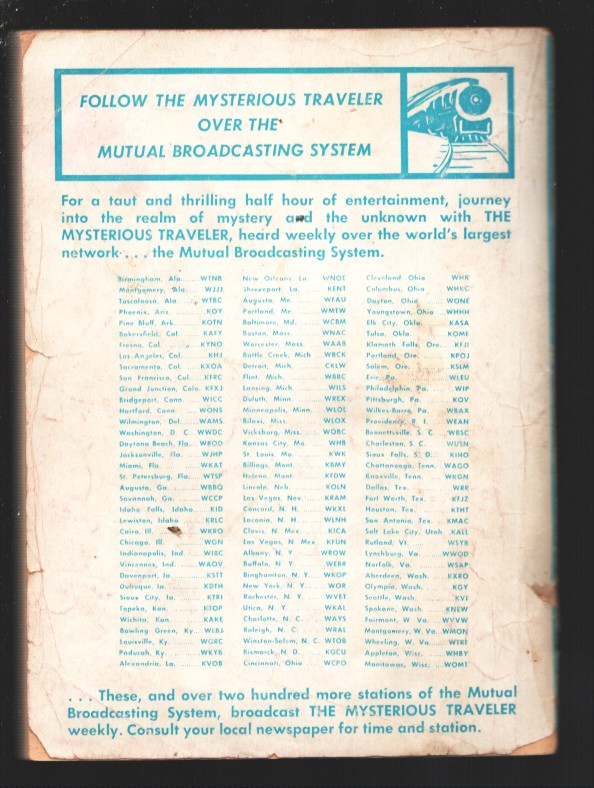 FOLLOW THE MYSTERIOUS TRAVELER
OVER THE
MUTUAL BROADCASTING SYSTEM
For a taut and thrilling half hour of entertainment, journey
into the realm of mystery and the unknown with THE
MYSTERIOUS TRAVELER, heard weekly over the world's largest
network . . . the Mutual Broadcasting System.
Birmingham, Ala. WTNB
Montgomery, Ala. WJJJ
Tuscaloosa, Ala. WTBC
Phoenix, Ariz. KOY
Pine Bluff, Ark. KOTN
Bakersfield, Cal. KAFY
Fresno, Cal. KYNO
Los Angeles, Cal. KHJ
Sacramento, Cal. KXOA
San Francisco, Cal. KFRC
Grand Junction, Colo. KFXJ
Bridgeport, Conn. WICC
Hartford, Conn. WONS
Wilmington, Del. WAMS
Washington, D. C. WWDC
Daytona Beach, Fla. WROD
Jacksonville, Fla. WJHP
Miami, Fla. WKAT
St. Petersburg, Fla. WTSP
Augusta, Ga. WBBQ
Savannah, Ga. WCCP
Idaho Falls, Idaho KID
Lewiston, Idaho KRLC
Cairo, Ill. WKRO
Chicago, Ill. WGN
Indianapolis, Ind. WIBC
Vincennes, Ind. WAOV
Davenport, Ia. KSTT
Dubuque, Ia. KDTH
Sioux City, Ia. KTRI
Topeka, Kan. KTOP
Wichita, Kan. KAKE
Bowling Green, Ky. WLBJ
Louisville, Ky. WGRC
Paducah, Ky. WKYB
Alexandria, La. KVOB
New Orleans, La. WNOE
Shreveport, La. KENT
Augusta, Me. WFAU
Portland, Me. WMTW
Baltimore, Md. WCBM
Boston, Mass. WNAC
Worcester, Mass. WAAB
Battle Creek, Mich. WBCK
Detroit, Mich. CKLW
Flint, Mich. WBBC
Lansing, Mich. WILS
Duluth, Minn. WREX
Minneapolis, Minn. WLOL
Biloxi, Miss. WLOX
Vicksburg, Miss. WQBC
Kansas City, Mo. WHB
St. Louis, Mo. KWK
Billings, Mont. KBMY
Helena, Mont. KFDW
Lincoln, Neb. KOLN
Las Vegas, Nev. KRAM
Concord, N. H. WKXL
Laconia, N. H. WLNH
Clovis, N. Mex. KICA
Las Vegas, N. Mex. KFUN
Albany, N. Y. WROW
Buffalo, N. Y. WEBR
Binghamton, N. Y. WKOP
New York, N. Y. WOR
Rochester, N. Y. WVET
Utica, N. Y. WKAL
Charlotte, N. C. WAYS
Raleigh, N. C. WRAL
Winston-Salem, N. C. WTOB
Bismarck, N. D. KGCU
Cincinnati, Ohio WCPO
Cleveland, Ohio WHK
Columbus, Ohio WHKC
Dayton, Ohio WONE
Youngstown, Ohio WHHH
Elk City, Okla. KASA
Tulsa, Okla. KOME
Klamath Falls, Ore. KFJI
Portland, Ore. KPOJ
Salem, Ore. KSLM
Erie, Pa. WLEU
Philadelphia, Pa. WIP
Pittsburgh, Pa. KQV
Wilkes-Barre, Pa. WBAX
Providence, R. I. WEAN
Bennettsville, S. C. WBSC
Charleston, S. C. WUSN
Sioux Falls, S. D. KIHO
Chattanooga, Tenn. WAGO
Knoxville, Tenn. WKGN
Dallas, Tex. WRR
Fort Worth, Tex. KFJZ
Houston, Tex. KTHT
San Antonio, Tex. KMAC
Salt Lake City, Utah KALL
Rutland, Vt. WSYB
Lynchburg, Va. WWOD
Norfolk, Va. WSAP
Aberdeen, Wash. KXRO
Olympia, Wash. KGY
Seattle, Wash. KVI
Spokane, Wash. KNEW
Fairmont, W. Va. WVVW
Montgomery, W. Va. WMON
Wheeling, W. Va. WTRF
Appleton, Wisc. WHBY
Manitowoc, Wisc. WOMT
. . . These, and over two hundred more stations of the Mutual
Broadcasting System, broadcast THE MYSTERIOUS TRAVELER
weekly. Consult your local newspaper for time and station.